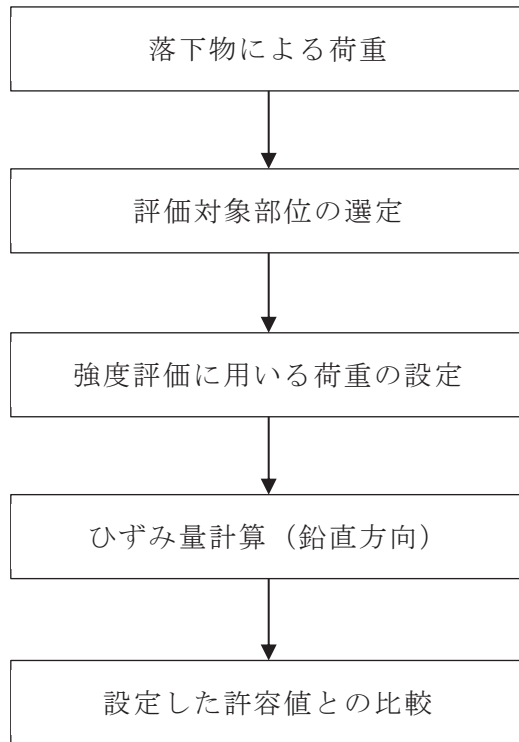 落下物による荷重
評価対象部位の選定
強度評価に用いる荷重の設定
ひずみ量計算（鉛直方向）
設定した許容値との比較